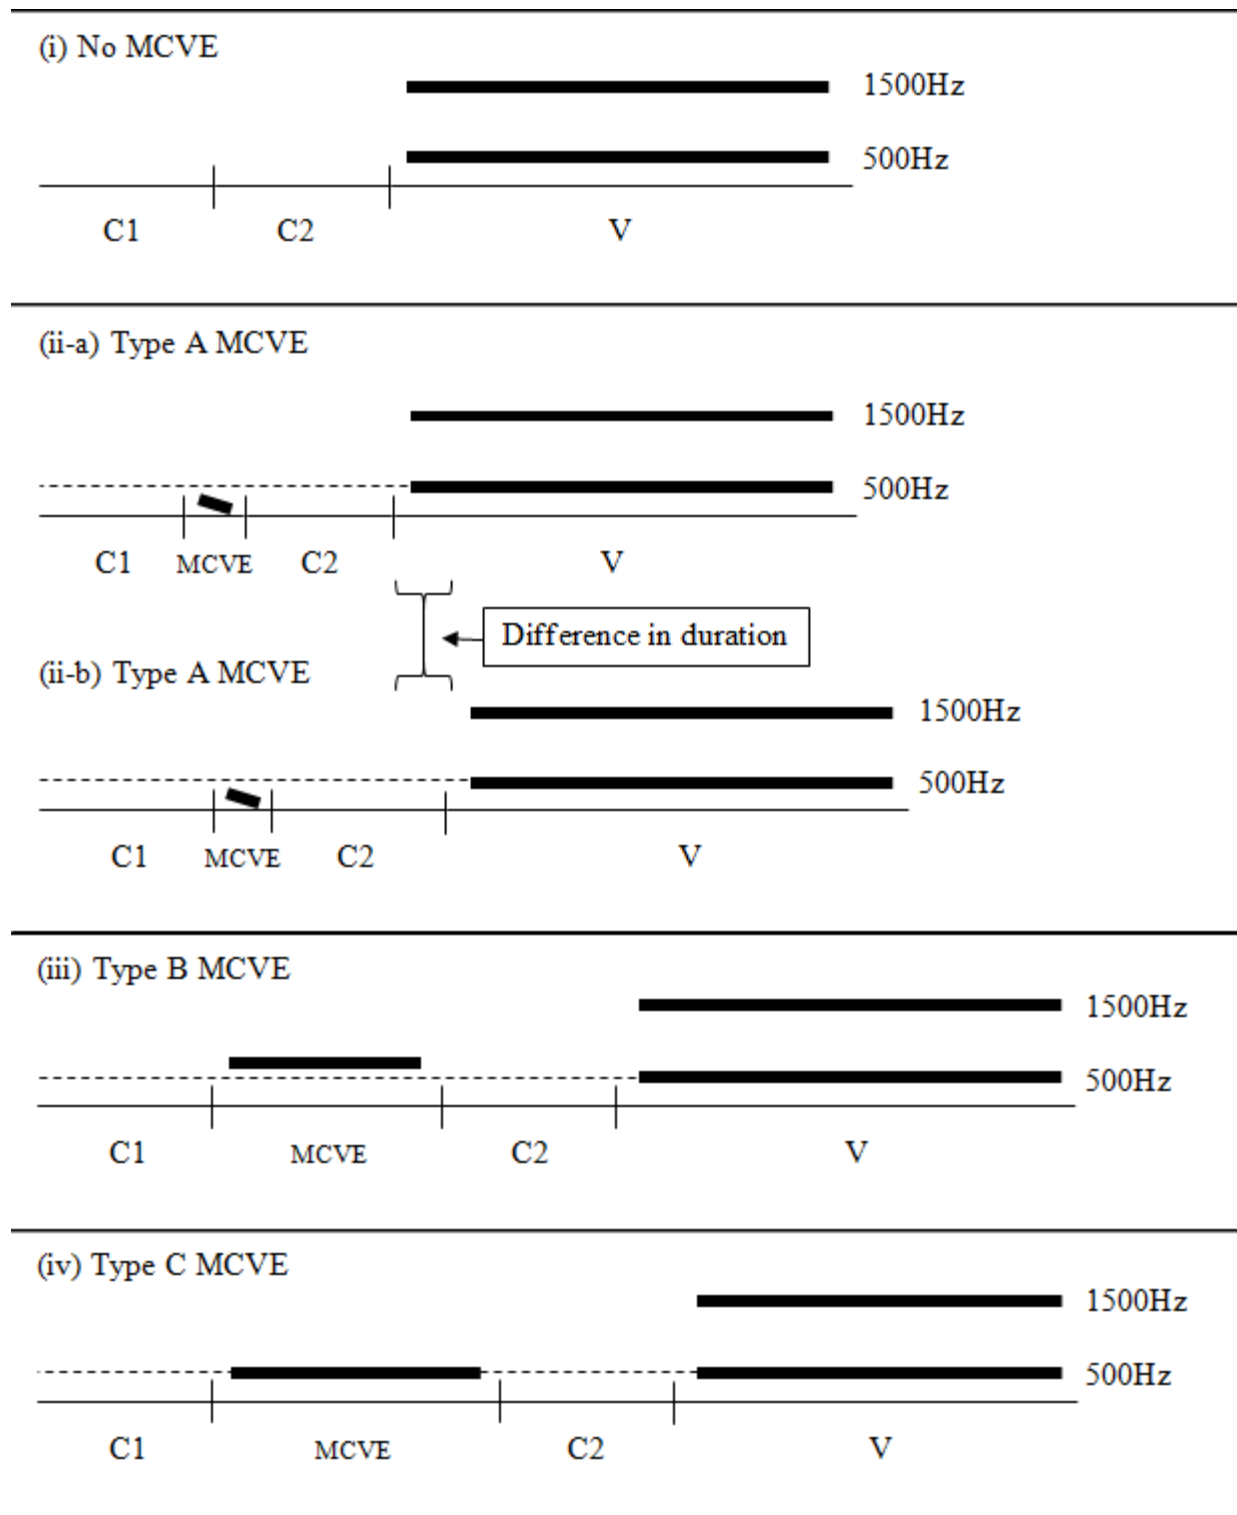 (i) No MCVE
1500Hz
500Hz
C1 C2 V
(ii-a) Type A MCVE
1500Hz
500Hz
C1 MCVE C2 V
Difference in duration
(ii-b) Type A MCVE
1500Hz
500Hz
C1 MCVE C2 V
(iii) Type B MCVE
1500Hz
500Hz
C1 MCVE C2 V
(iv) Type C MCVE
1500Hz
500Hz
C1 MCVE C2 V